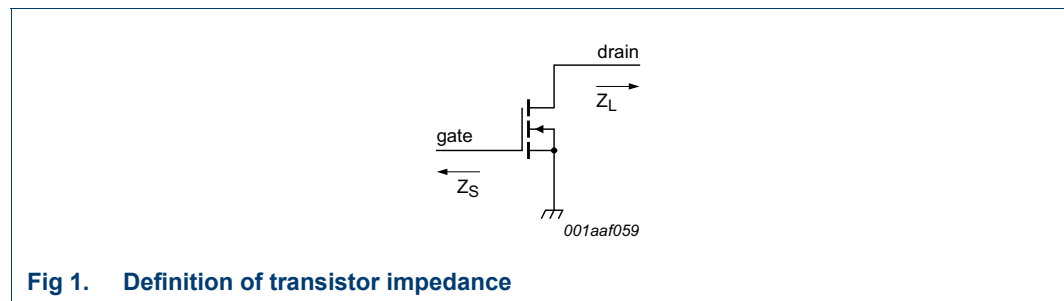 drain
Z_L
gate
Z_S
001aaf059
Fig 1. Definition of transistor impedance